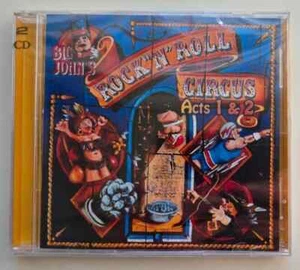 2
CD
BIG
JOHN'S
ROCK "N" ROLL
CIRCUS
Acts 1 & 2